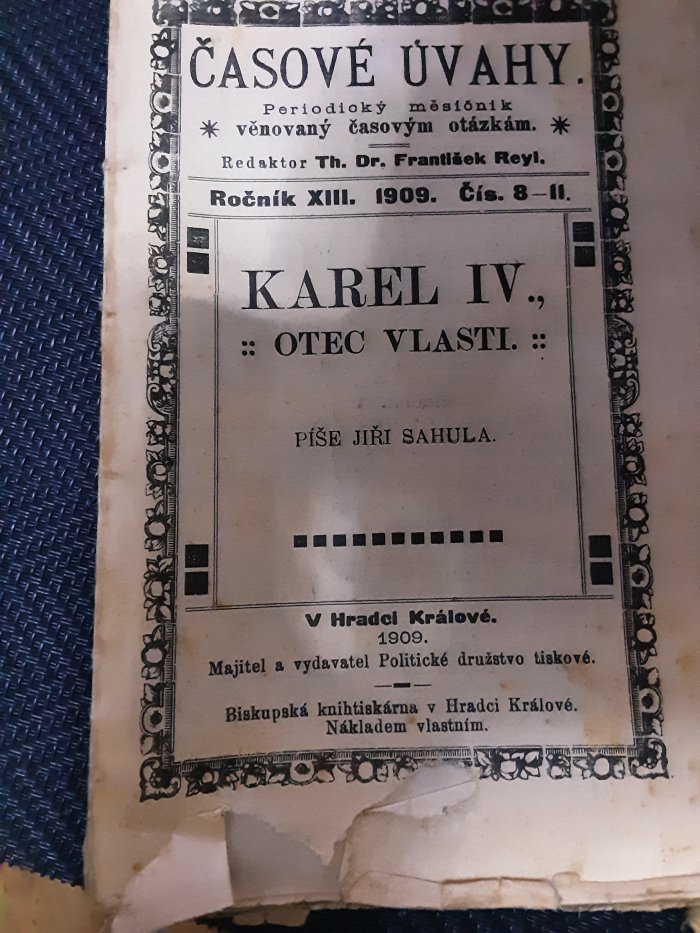 ČASOVÉ ÚVAHY.
Periodický měsíčník
* věnovaný časovým otázkám. *
Redaktor Th. Dr. František Reyl.
Ročník XIII. 1909. Čís. 8–11.
KAREL IV.,
:: OTEC VLASTI. ::
PÍŠE JIŘI SAHULA.
V Hradci Králové.
1909.
Majitel a vydavatel Politické družstvo tiskové.
Biskupská knihtiskárna v Hradci Králové.
Nákladem vlastním.